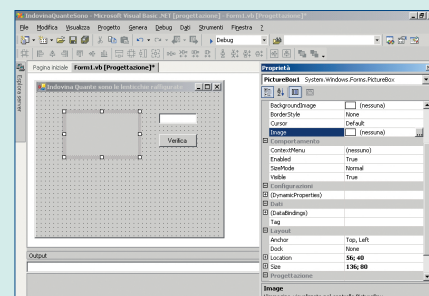 IndovinaQuanteSono - Microsoft Visual Basic .NET [progettazione] - Form1.vb [Progettazione]*
File Modifica Visualizza Progetto Genera Debug Dati Strumenti Finestra ?
Debug
Pagina iniziale Form1.vb [Progettazione]*
Esplora server
Indovina Quante sono le lenticchie
Verifica
Output
Proprietà
PictureBox1 System.Windows.Forms.PictureBox
BackgroundImage (nessuna)
BorderStyle None
Cursor Default
Image (nessuna) ...
Comportamento
ContextMenu (nessuno)
Enabled True
SizeMode Normal
Visible True
Configurazioni
(DynamicProperties)
Dati
(DataBindings)
Tag
Layout
Anchor Top, Left
Dock None
Location 56; 40
Size 136; 80
Progettazione
Image